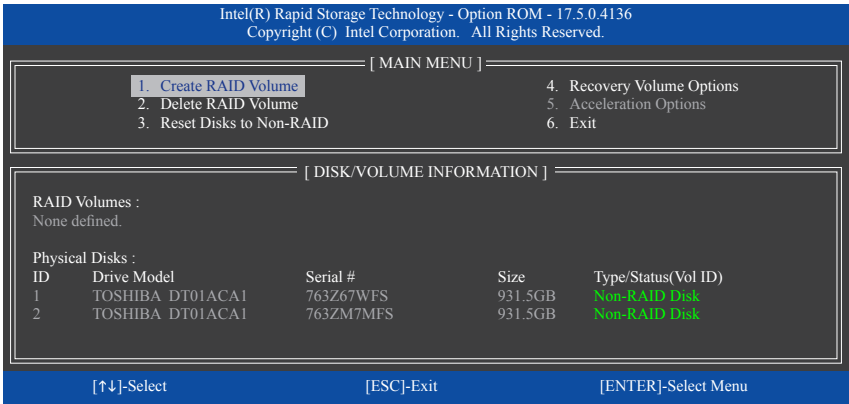 Intel(R) Rapid Storage Technology - Option ROM - 17.5.0.4136
Copyright (C) Intel Corporation. All Rights Reserved.
[ MAIN MENU ]
1. Create RAID Volume
2. Delete RAID Volume
3. Reset Disks to Non-RAID
4. Recovery Volume Options
5. Acceleration Options
6. Exit
[ DISK/VOLUME INFORMATION ]
RAID Volumes :
None defined.
Physical Disks :
ID Drive Model Serial # Size Type/Status(Vol ID)
1 TOSHIBA DT01ACA1 763Z67WFS 931.5GB Non-RAID Disk
2 TOSHIBA DT01ACA1 763ZM7MFS 931.5GB Non-RAID Disk
[↑↓]-Select [ESC]-Exit [ENTER]-Select Menu